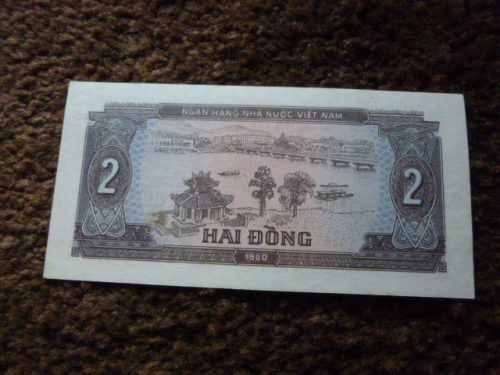 NGÂN HÀNG NHÀ NƯỚC VIỆT NAM
2
2
HAI ĐỒNG
1980